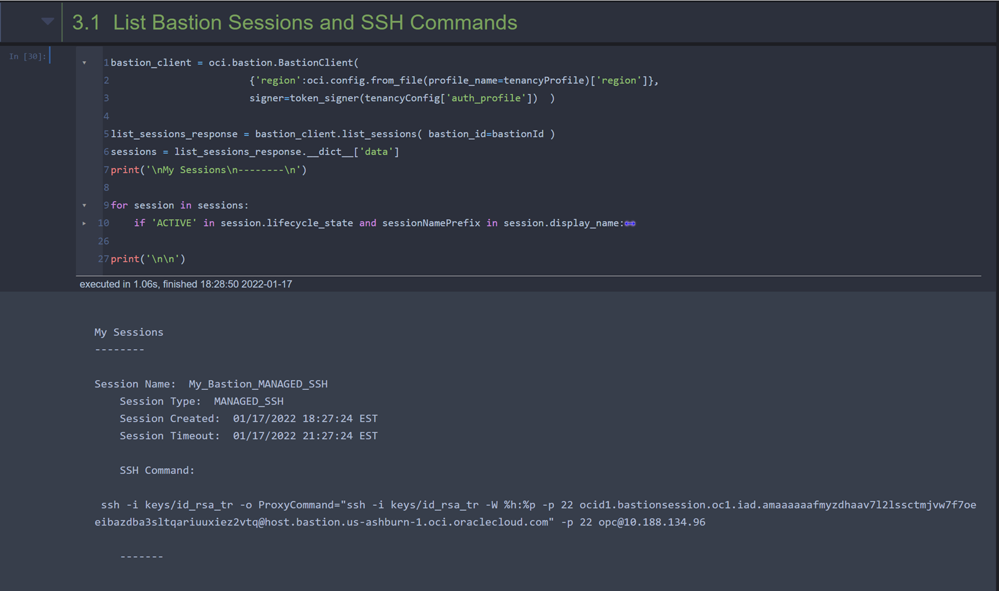 3.1 List Bastion Sessions and SSH Commands
In [30]:
1 bastion_client = oci.bastion.BastionClient(
2 {'region':oci.config.from_file(profile_name=tenancyProfile)['region']},
3 signer=token_signer(tenancyConfig['auth_profile'])  )
4
5 list_sessions_response = bastion_client.list_sessions( bastion_id=bastionId )
6 sessions = list_sessions_response.__dict__['data']
7 print('\nMy Sessions\n--------\n')
8
9 for session in sessions:
10 if 'ACTIVE' in session.lifecycle_state and sessionNamePrefix in session.display_name:
26
27 print('\n\n')
executed in 1.06s, finished 18:28:50 2022-01-17
My Sessions
--------
Session Name:  My_Bastion_MANAGED_SSH
Session Type:  MANAGED_SSH
Session Created:  01/17/2022 18:27:24 EST
Session Timeout:  01/17/2022 21:27:24 EST
SSH Command:
ssh -i keys/id_rsa_tr -o ProxyCommand="ssh -i keys/id_rsa_tr -W %h:%p -p 22 ocid1.bastionsession.oc1.iad.amaaaaaafmyzdhaav7l2lssctmjvw7f7oe
eibazdba3sltqariuuxiez2vtq@host.bastion.us-ashburn-1.oci.oraclecloud.com" -p 22 opc@10.188.134.96
-------